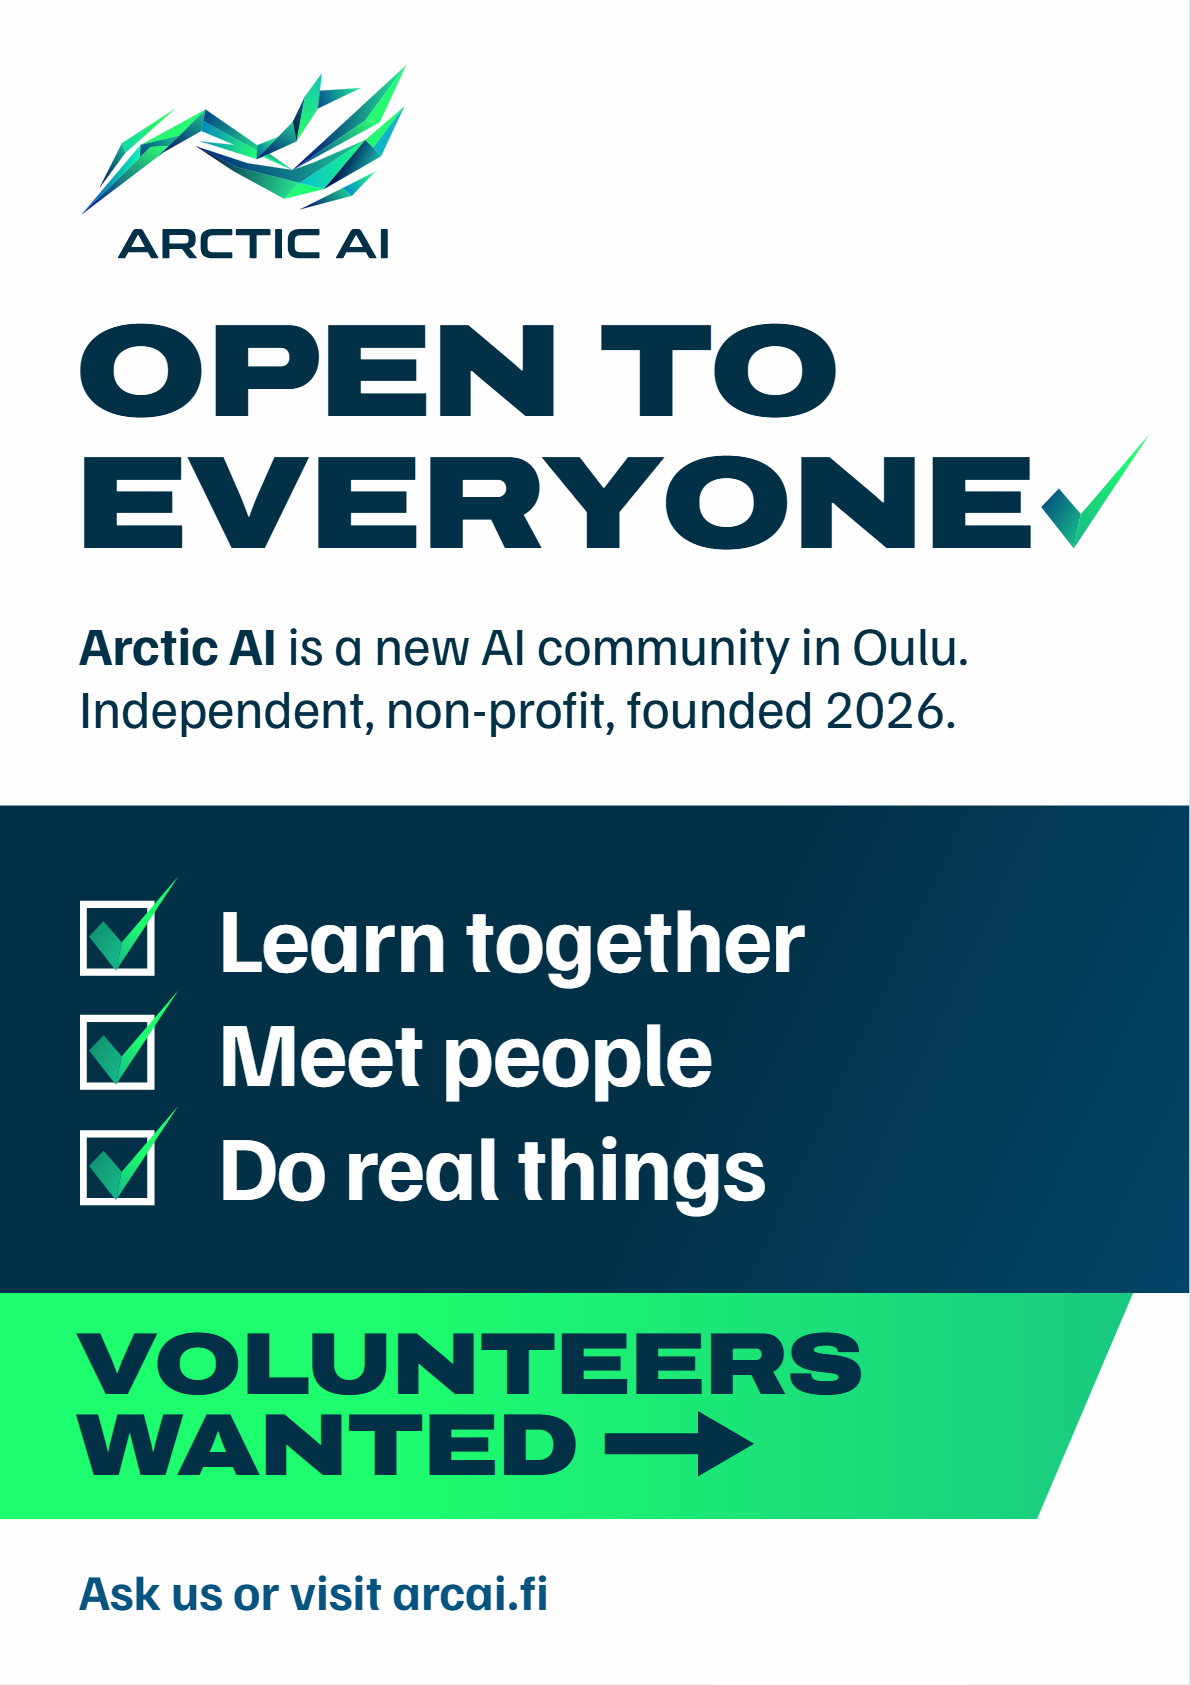 ARCTIC AI
OPEN TO
EVERYONE
Arctic AI is a new AI community in Oulu.
Independent, non-profit, founded 2026.
Learn together
Meet people
Do real things
VOLUNTEERS
WANTED
Ask us or visit arcai.fi